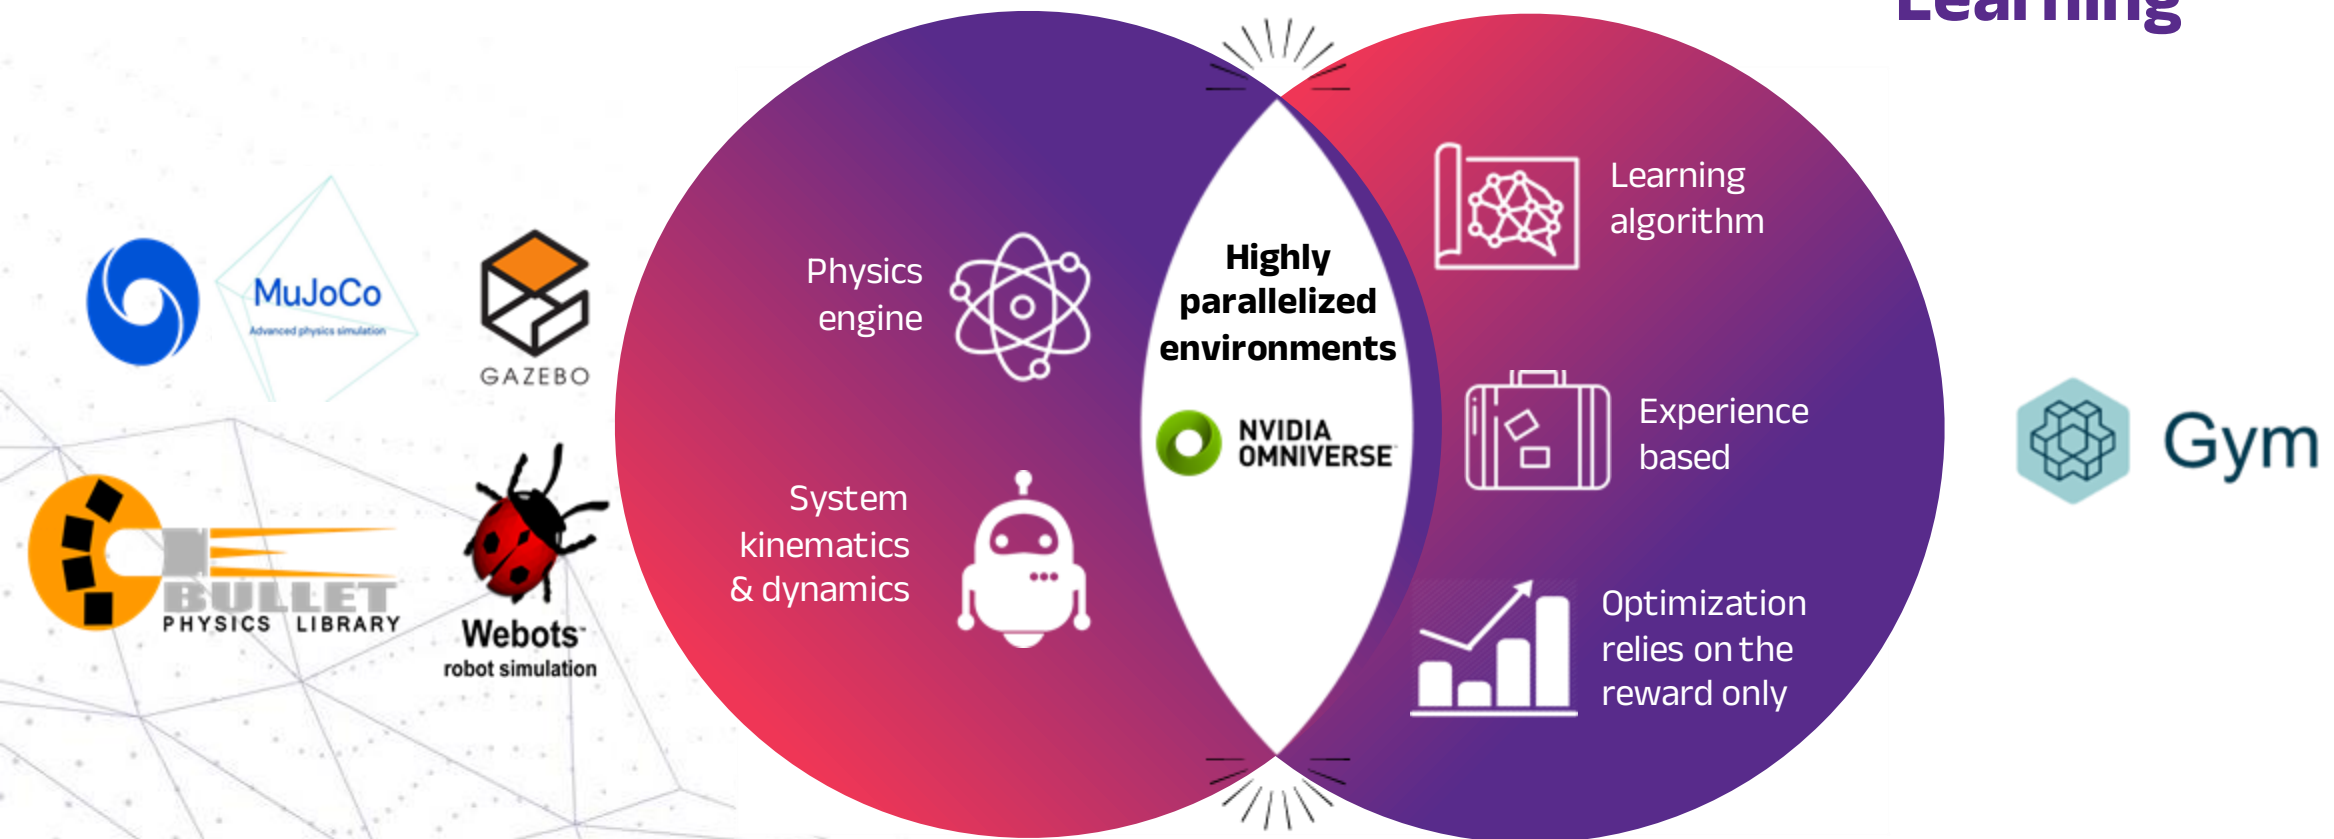 Learning
MuJoCo
Advanced physics simulation
GAZEBO
BULLET
PHYSICS LIBRARY
Webots™
robot simulation
Physics
engine
System
kinematics
& dynamics
Highly
parallelized
environments
NVIDIA
OMNIVERSE
Learning
algorithm
Experience
based
Optimization
relies on the
reward only
Gym